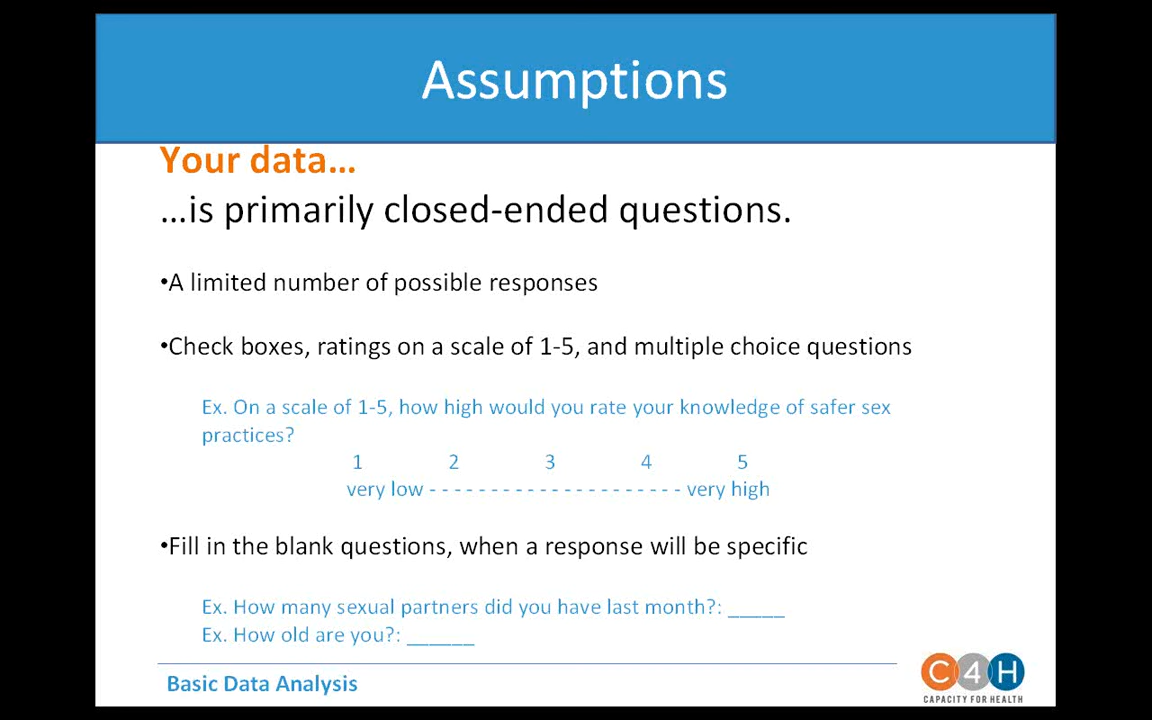 Assumptions
Your data...
...is primarily closed-ended questions.
•A limited number of possible responses
•Check boxes, ratings on a scale of 1-5, and multiple choice questions
Ex. On a scale of 1-5, how high would you rate your knowledge of safer sex
practices?
1 2 3 4 5
very low - - - - - - - - - - - - - - - - - - - - - very high
•Fill in the blank questions, when a response will be specific
Ex. How many sexual partners did you have last month?: _____
Ex. How old are you?: ______
Basic Data Analysis
C4H
CAPACITY FOR HEALTH